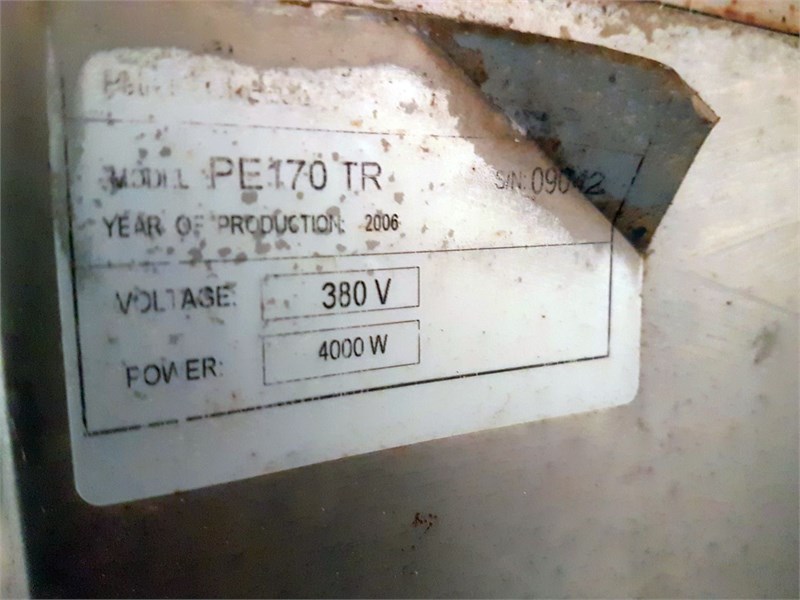 MODEL PE170 TR S/N:
YEAR OF PRODUCTION: 2006
VOLTAGE: 380 V
POWER: 4000 W